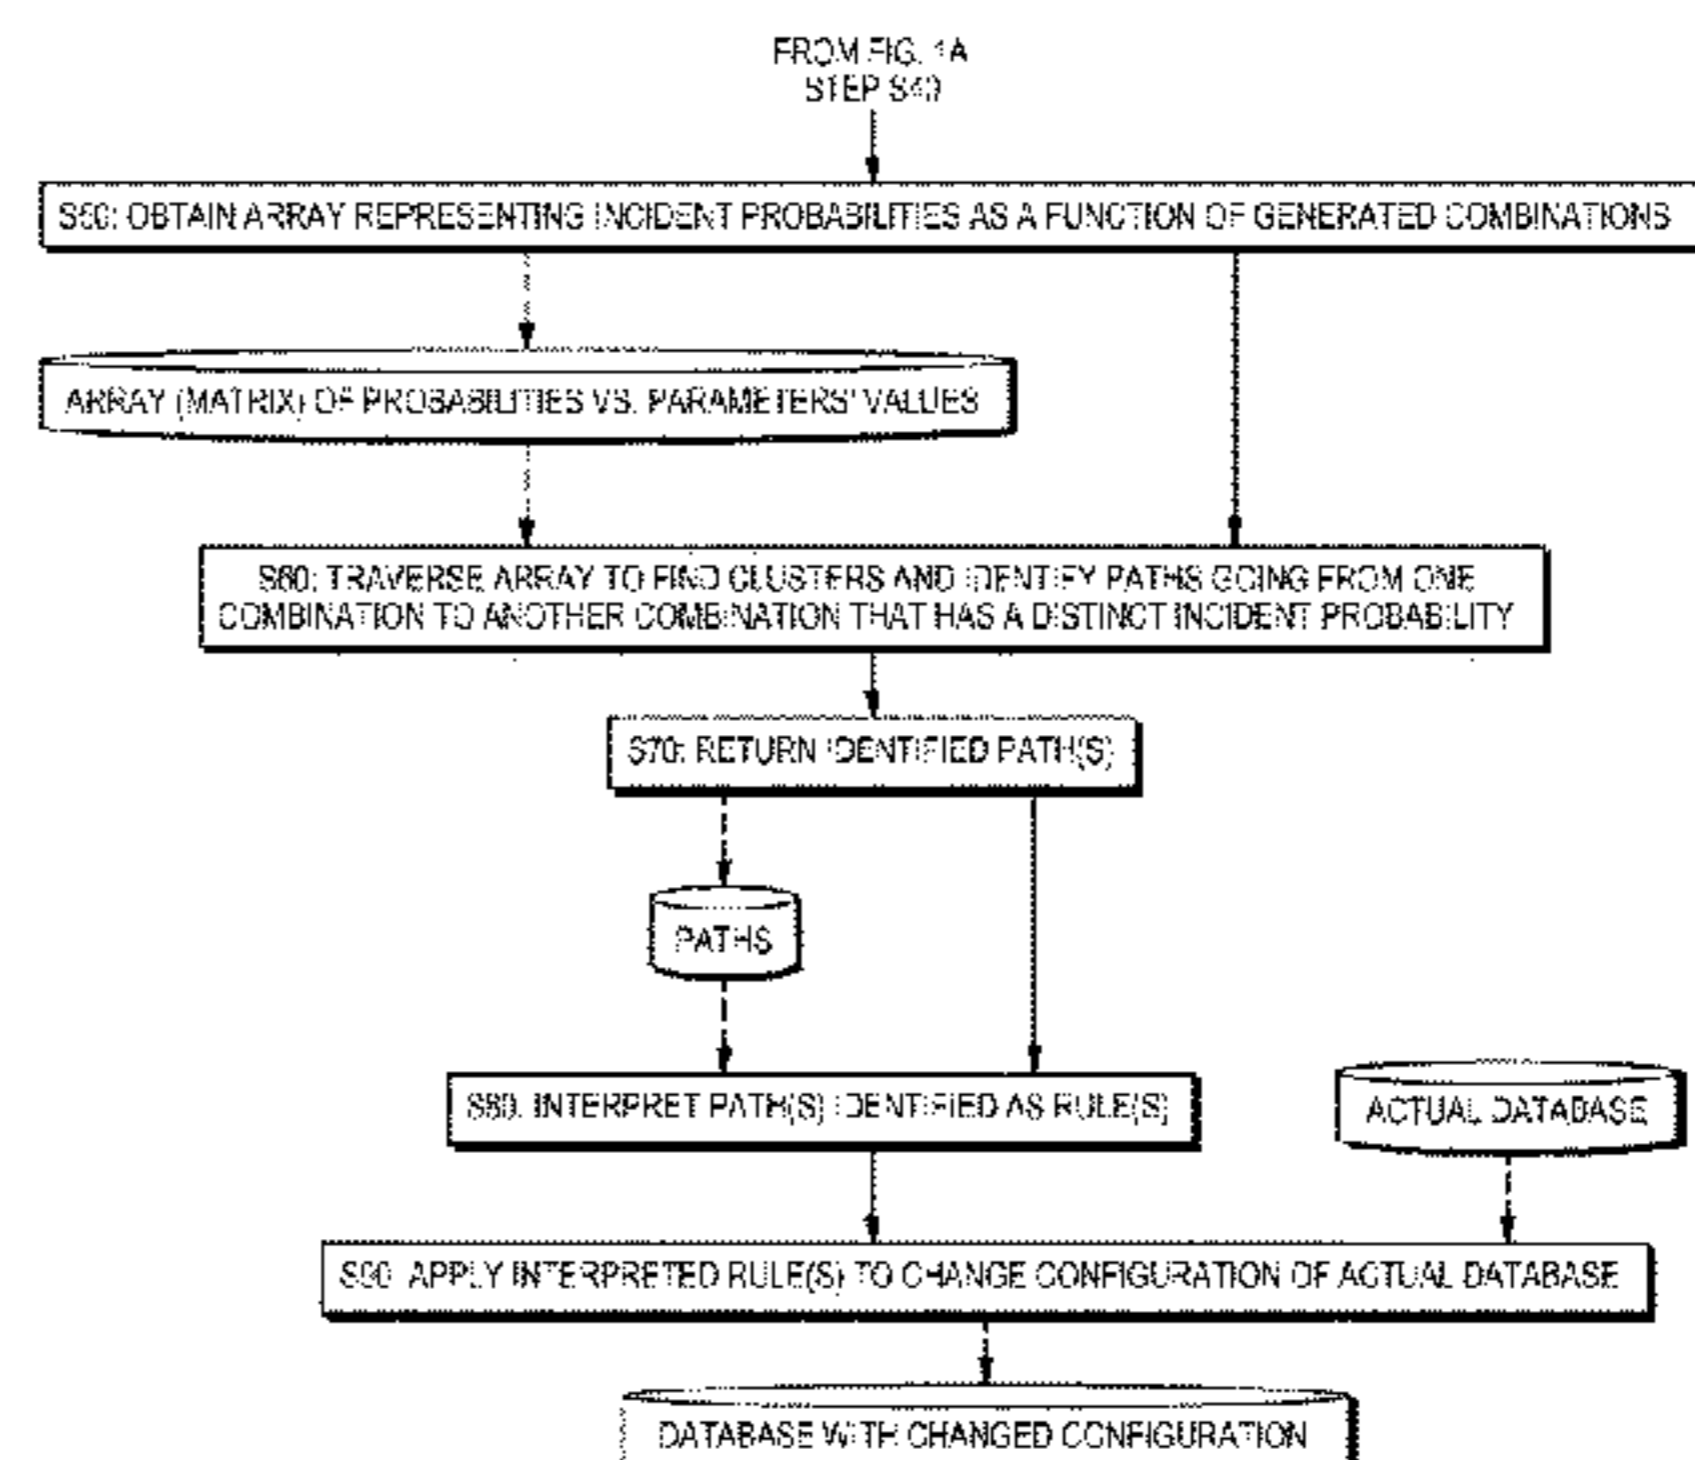 FROM FIG. 1A
STEP S40
S50: OBTAIN ARRAY REPRESENTING INCIDENT PROBABILITIES AS A FUNCTION OF GENERATED COMBINATIONS
ARRAY (MATRIX) OF PROBABILITIES VS. PARAMETERS' VALUES
S60: TRAVERSE ARRAY TO FIND CLUSTERS AND IDENTIFY PATHS GOING FROM ONE
COMBINATION TO ANOTHER COMBINATION THAT HAS A DISTINCT INCIDENT PROBABILITY
S70: RETURN IDENTIFIED PATH(S)
PATHS
S80: INTERPRET PATH(S) IDENTIFIED AS RULE(S)
ACTUAL DATABASE
S90: APPLY INTERPRETED RULE(S) TO CHANGE CONFIGURATION OF ACTUAL DATABASE
DATABASE WITH CHANGED CONFIGURATION